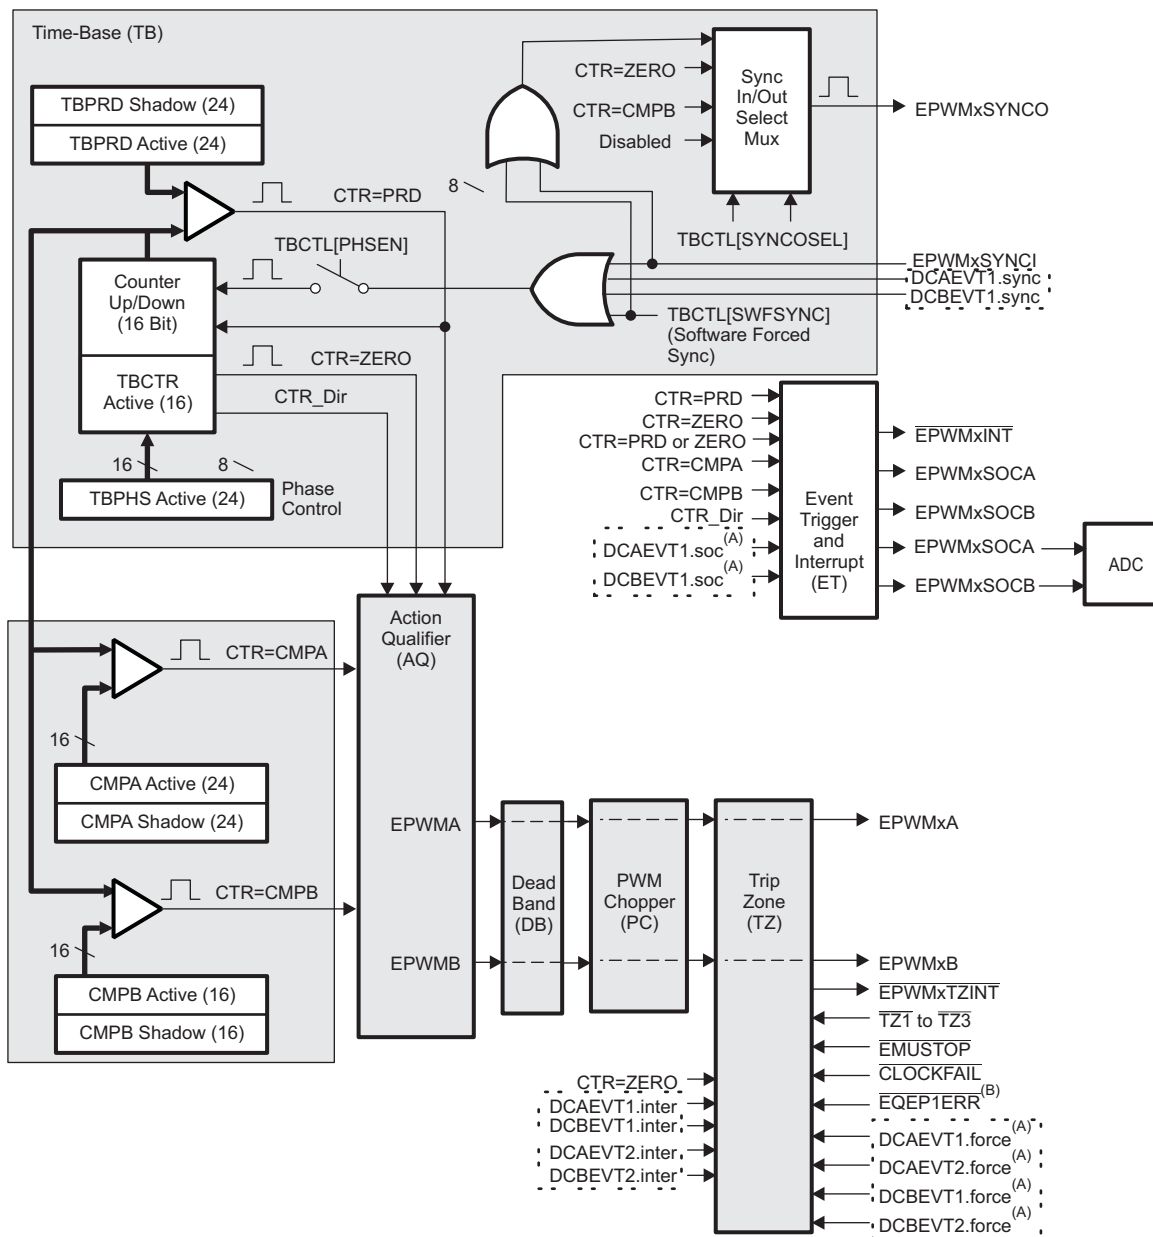 Time-Base (TB)
TBPRD Shadow (24)
TBPRD Active (24)
CTR=PRD
8
TBCTL[PHSEN]
Counter
Up/Down
(16 Bit)
TBCTR
Active (16)
CTR=ZERO
CTR_Dir
16
8
TBPHS Active (24)
Phase
Control
CTR=ZERO
CTR=CMPB
Disabled
Sync
In/Out
Select
Mux
EPWMxSYNCO
TBCTL[SYNCOSEL]
EPWMxSYNCI
DCAEVT1.sync
DCBEVT1.sync
TBCTL[SWFSYNC]
(Software Forced
Sync)
CTR=PRD
CTR=ZERO
CTR=PRD or ZERO
CTR=CMPA
CTR=CMPB
CTR_Dir
DCAEVT1.soc(A)
DCBEVT1.soc(A)
Event
Trigger
and
Interrupt
(ET)
EPWMxINT
EPWMxSOCA
EPWMxSOCB
EPWMxSOCA
EPWMxSOCB
ADC
Action
Qualifier
(AQ)
CTR=CMPA
16
CMPA Active (24)
CMPA Shadow (24)
CTR=CMPB
16
CMPB Active (16)
CMPB Shadow (16)
EPWMA
EPWMB
Dead
Band
(DB)
PWM
Chopper
(PC)
Trip
Zone
(TZ)
EPWMxA
EPWMxB
EPWMxTZINT
TZ1 to TZ3
EMUSTOP
CLOCKFAIL
EQEP1ERR(B)
DCAEVT1.force(A)
DCAEVT2.force(A)
DCBEVT1.force(A)
DCBEVT2.force(A)
CTR=ZERO
DCAEVT1.inter
DCBEVT1.inter
DCAEVT2.inter
DCBEVT2.inter